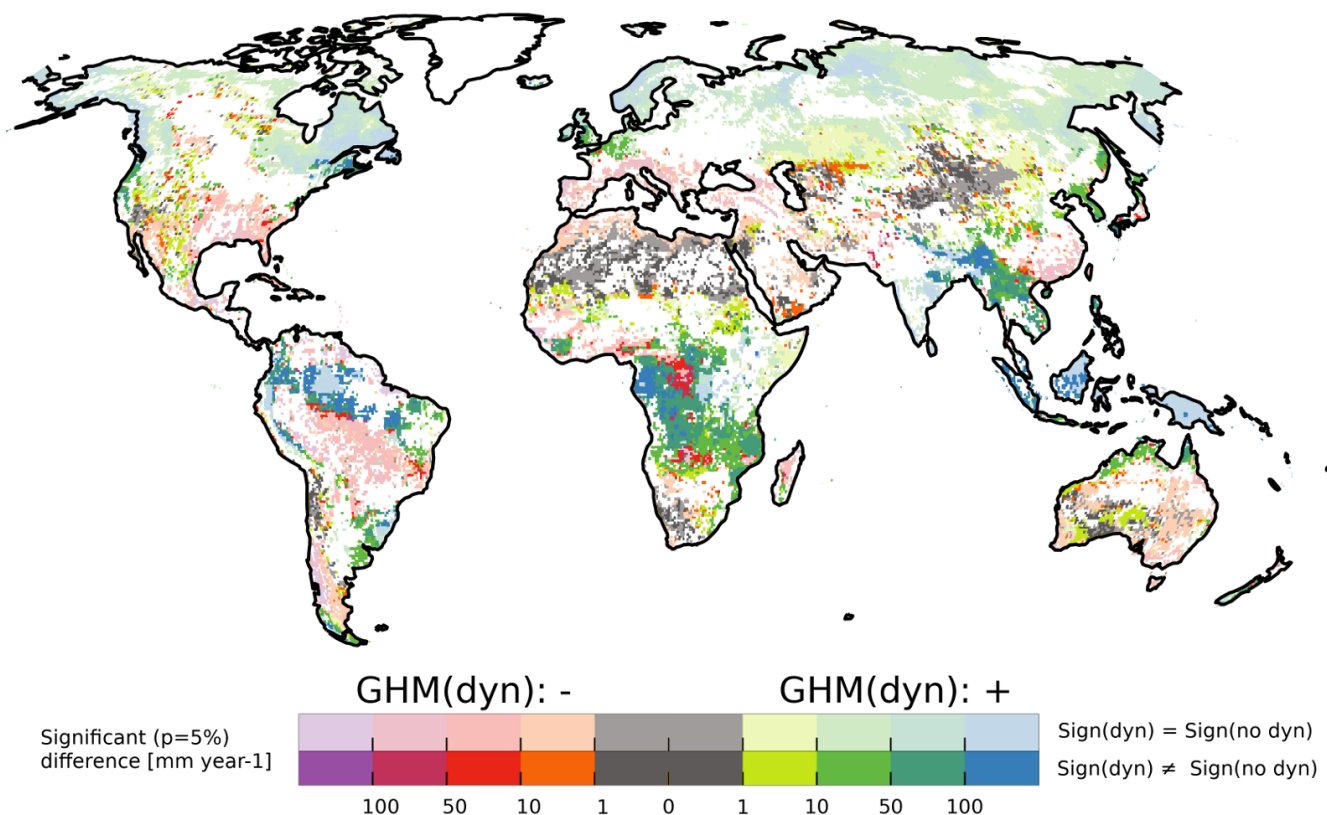 GHM(dyn): - GHM(dyn): +
Significant (p=5%)
difference [mm year-1]
Sign(dyn) = Sign(no dyn)
Sign(dyn) ≠ Sign(no dyn)
100 50 10 1 0 1 10 50 100